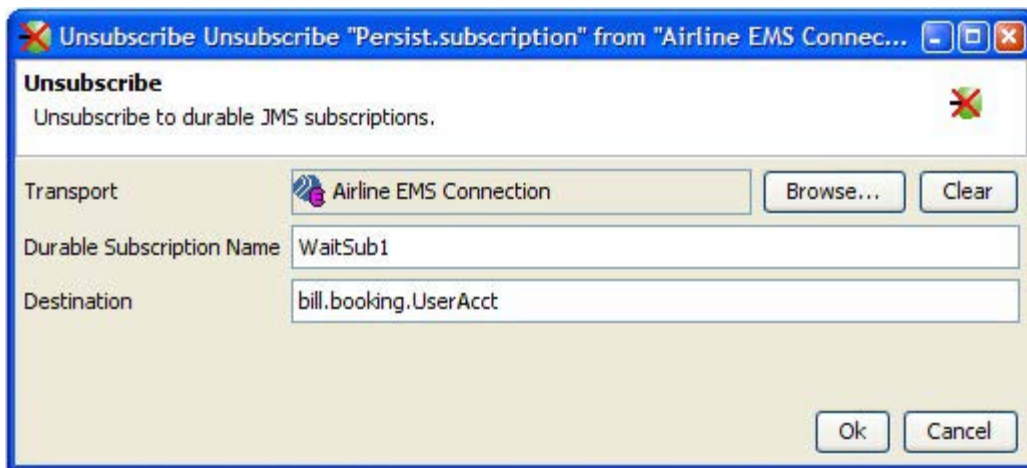 Unsubscribe Unsubscribe "Persist.subscription" from "Airline EMS Connec...
Unsubscribe
Unsubscribe to durable JMS subscriptions.
Transport Airline EMS Connection Browse... Clear
Durable Subscription Name WaitSub1
Destination bill.booking.UserAcct
Ok Cancel